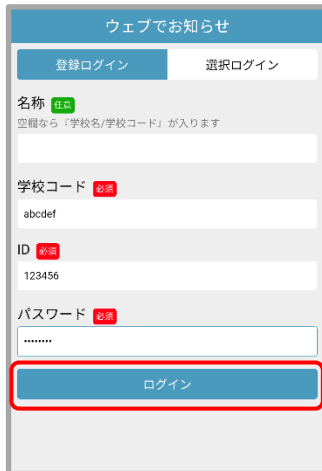 ウェブでお知らせ
登録ログイン 選択ログイン
名称 任意
空欄なら『学校名/学校コード』が入ります
学校コード 必須
abcdef
ID 必須
123456
パスワード 必須
••••••••
ログイン